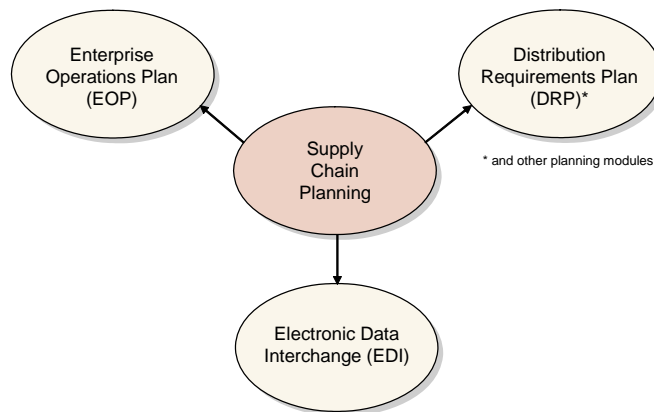 Enterprise
Operations Plan
(EOP)
Distribution
Requirements Plan
(DRP)*
* and other planning modules
Supply
Chain
Planning
Electronic Data
Interchange (EDI)